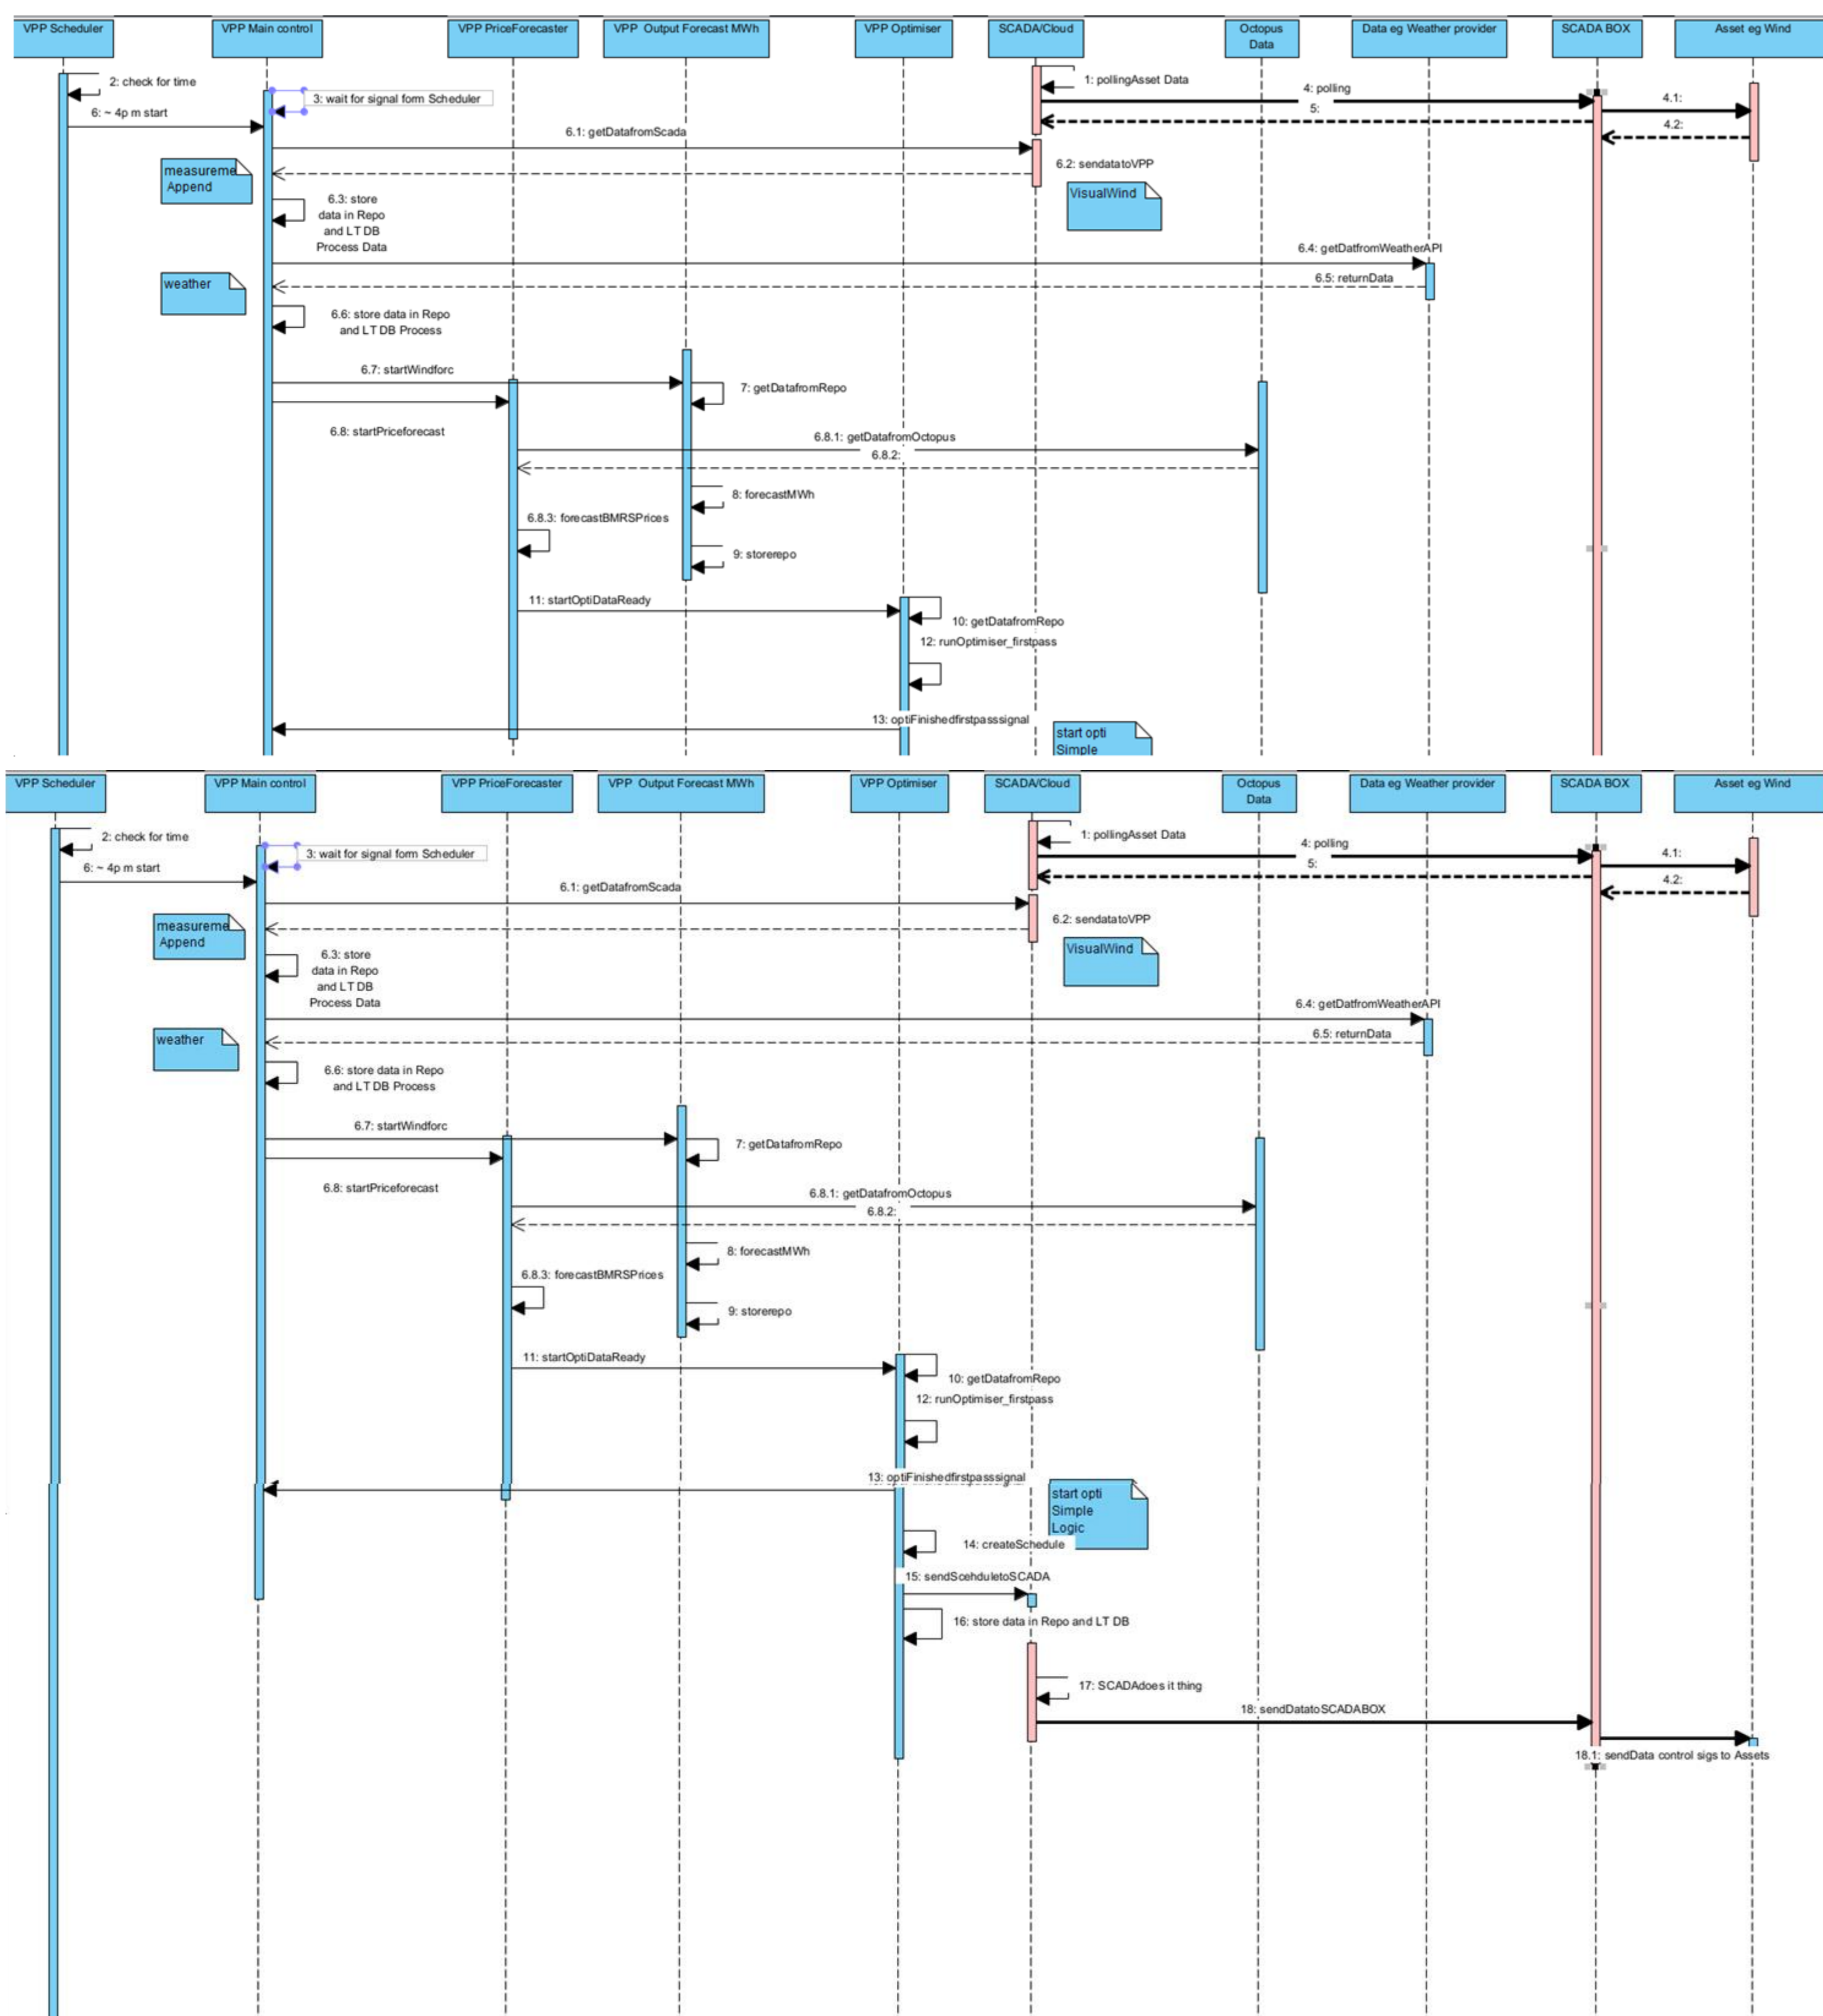 VPP Scheduler
VPP Main control
VPP PriceForecaster
VPP Output Forecast MWh
VPP Optimiser
SCADA/Cloud
Octopus
Data
Data eg Weather provider
SCADA BOX
Asset eg Wind
2: check for time
1: pollingAsset Data
3: wait for signal form Scheduler
4: polling
4.1:
6: ~ 4p m start
5:
4.2:
6.1: getDatafromScada
6.2: sendatatoVPP
measureme
Append
VisualWind
6.3: store
data in Repo
and LT DB
Process Data
6.4: getDatfromWeatherAPI
6.5: returnData
weather
6.6: store data in Repo
and LT DB Process
6.7: startWindforc
7: getDatafromRepo
6.8: startPriceforecast
6.8.1: getDatafromOctopus
6.8.2:
8: forecastMWh
6.8.3: forecastBMRSPrices
9: storerepo
11: startOptiDataReady
10: getDatafromRepo
12: runOptimiser_firstpass
13: optiFinishedfirstpasssignal
start opti
Simple
VPP Scheduler
VPP Main control
VPP PriceForecaster
VPP Output Forecast MWh
VPP Optimiser
SCADA/Cloud
Octopus
Data
Data eg Weather provider
SCADA BOX
Asset eg Wind
2: check for time
1: pollingAsset Data
3: wait for signal form Scheduler
4: polling
4.1:
6: ~ 4p m start
5:
4.2:
6.1: getDatafromScada
6.2: sendatatoVPP
measureme
Append
VisualWind
6.3: store
data in Repo
and LT DB
Process Data
6.4: getDatfromWeatherAPI
6.5: returnData
weather
6.6: store data in Repo
and LT DB Process
6.7: startWindforc
7: getDatafromRepo
6.8: startPriceforecast
6.8.1: getDatafromOctopus
6.8.2:
8: forecastMWh
6.8.3: forecastBMRSPrices
9: storerepo
11: startOptiDataReady
10: getDatafromRepo
12: runOptimiser_firstpass
13: optiFinishedfirstpasssignal
start opti
Simple
Logic
14: createSchedule
15: sendScehduletoSCADA
16: store data in Repo and LT DB
17: SCADAdoes it thing
18: sendDatatoSCADABOX
18.1: sendData control sigs to Assets